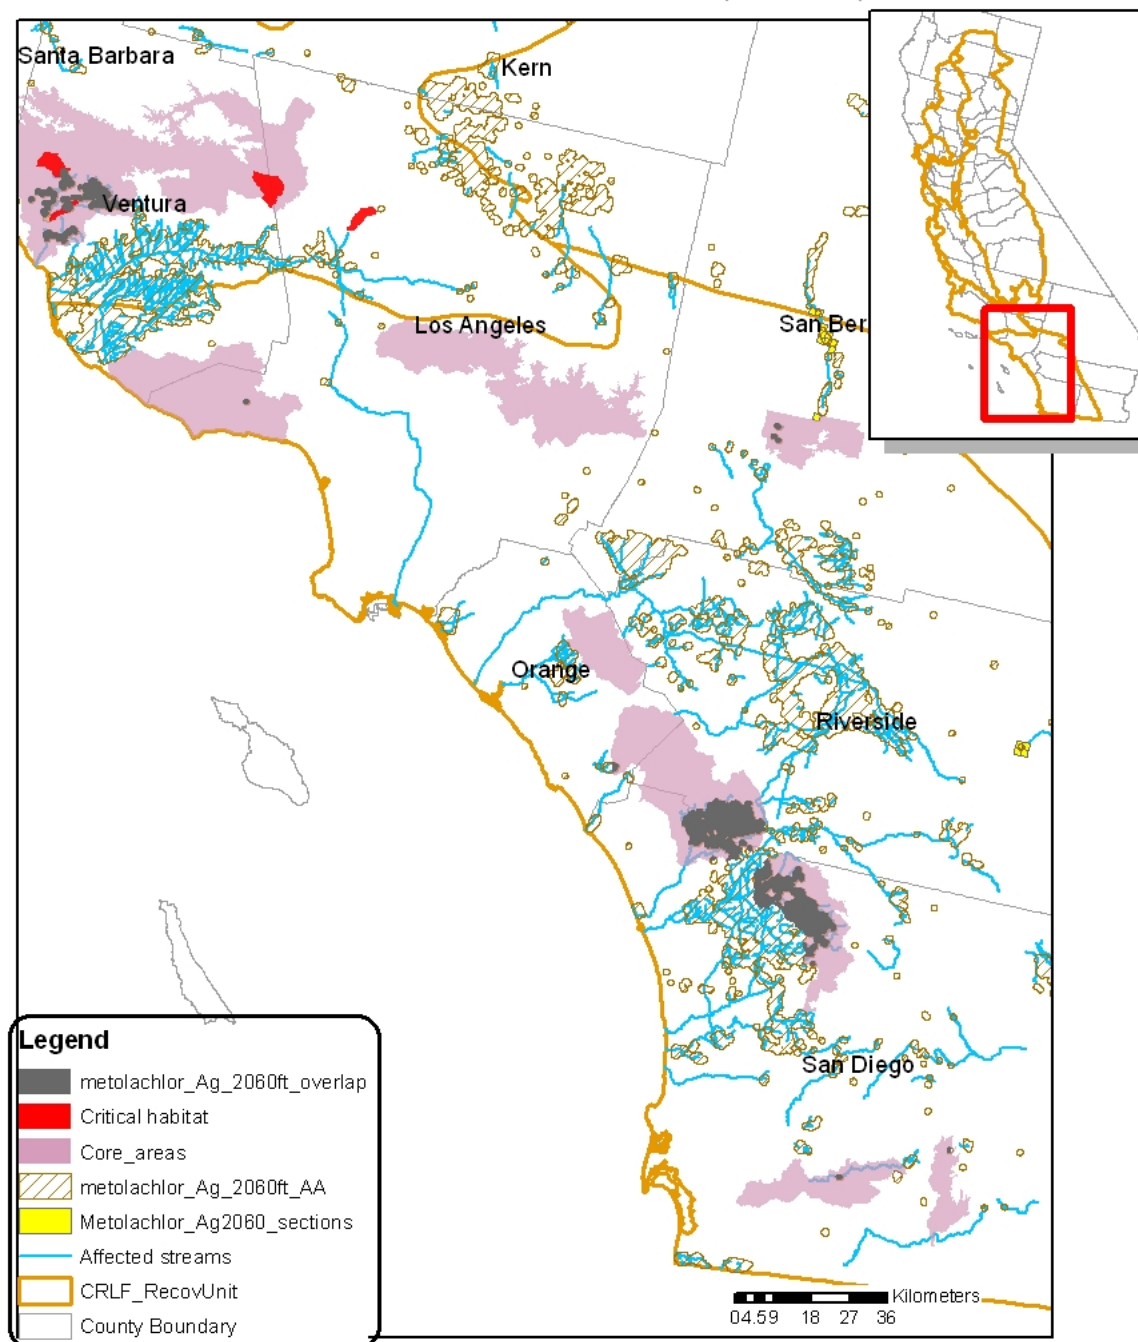 Santa Barbara
Kern
Ventura
Los Angeles
San Ber
Orange
Riverside
San Diego
Legend
metolachlor_Ag_2060ft_overlap
Critical habitat
Core_areas
metolachlor_Ag_2060ft_AA
Metolachlor_Ag2060_sections
Affected streams
CRLF_RecovUnit
County Boundary
Kilometers
04.59 18 27 36